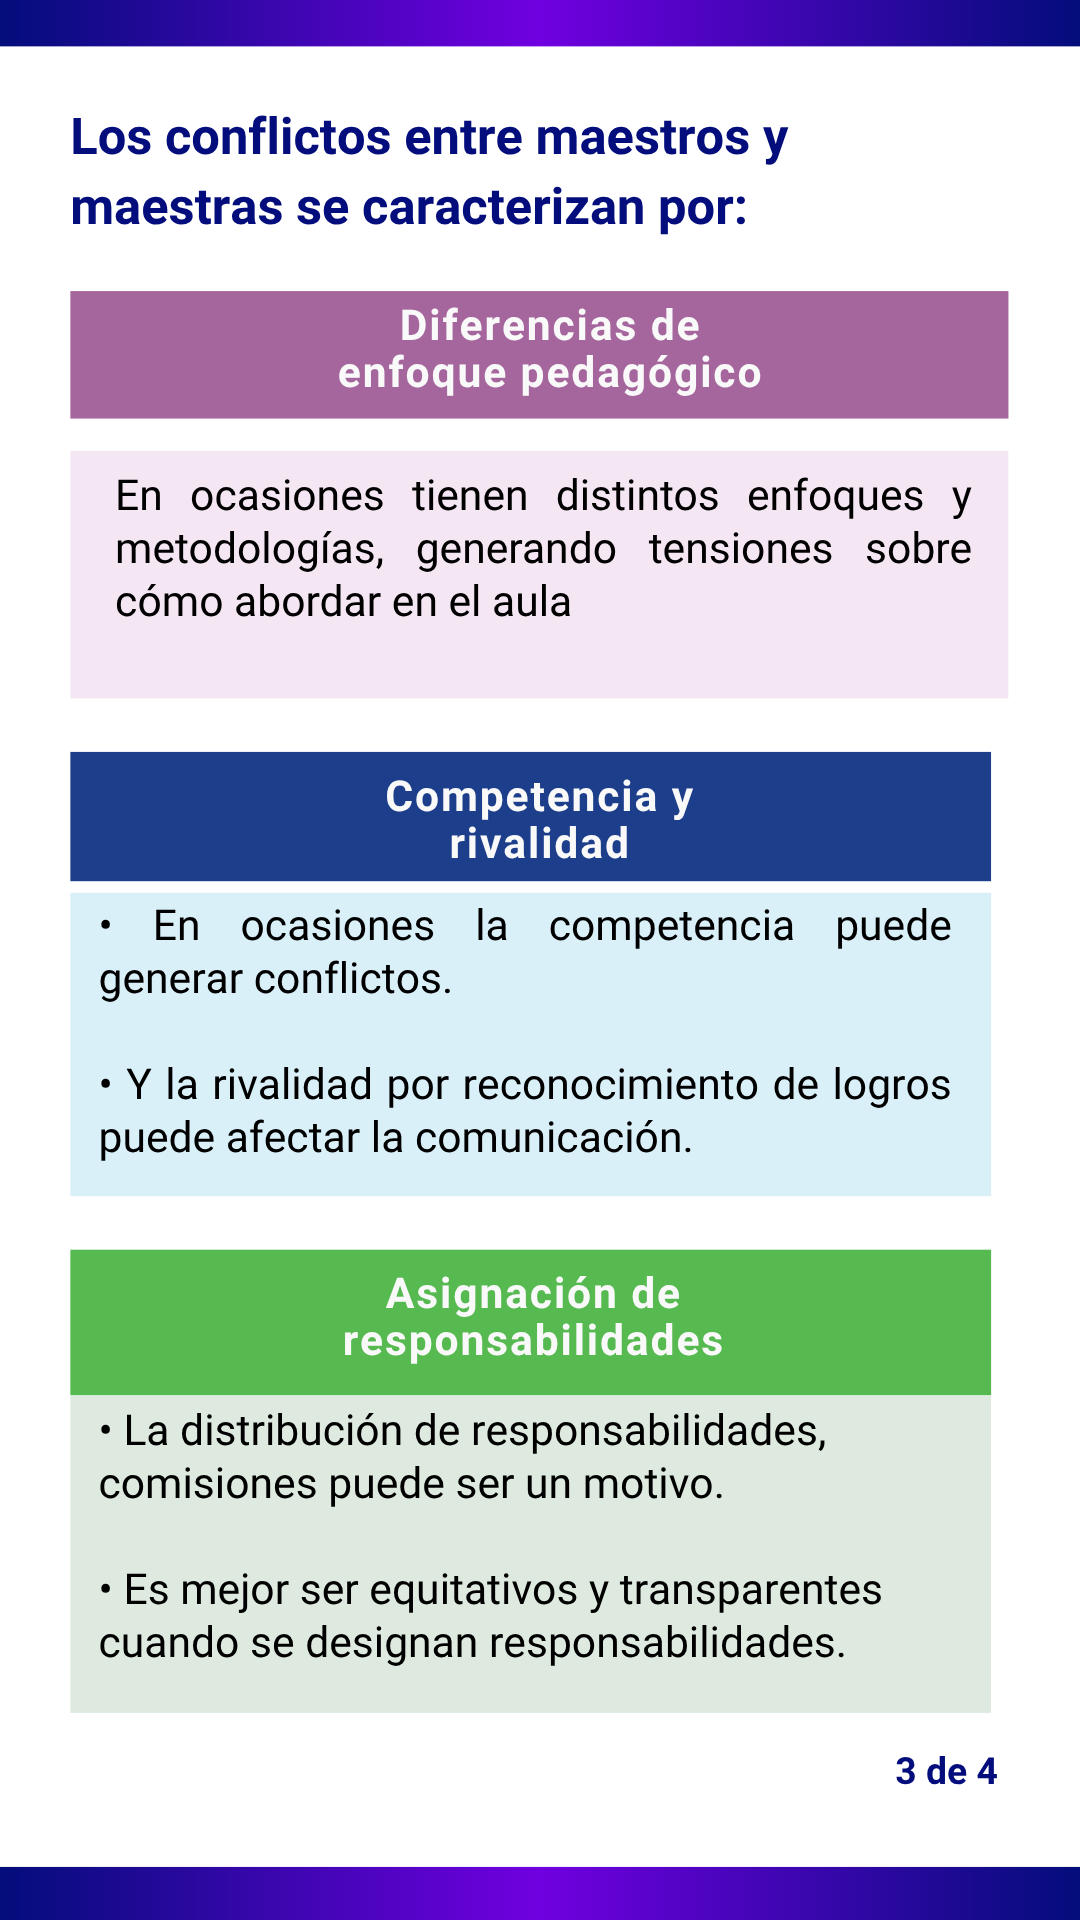 Los conflictos entre maestros y
maestras se caracterizan por:
Diferencias de
enfoque pedagógico
En ocasiones tienen distintos enfoques y
metodologías, generando tensiones sobre
cómo abordar en el aula
Competencia y
rivalidad
• En ocasiones la competencia puede
generar conflictos.
• Y la rivalidad por reconocimiento de logros
puede afectar la comunicación.
Asignación de
responsabilidades
• La distribución de responsabilidades,
comisiones puede ser un motivo.
• Es mejor ser equitativos y transparentes
cuando se designan responsabilidades.
3 de 4